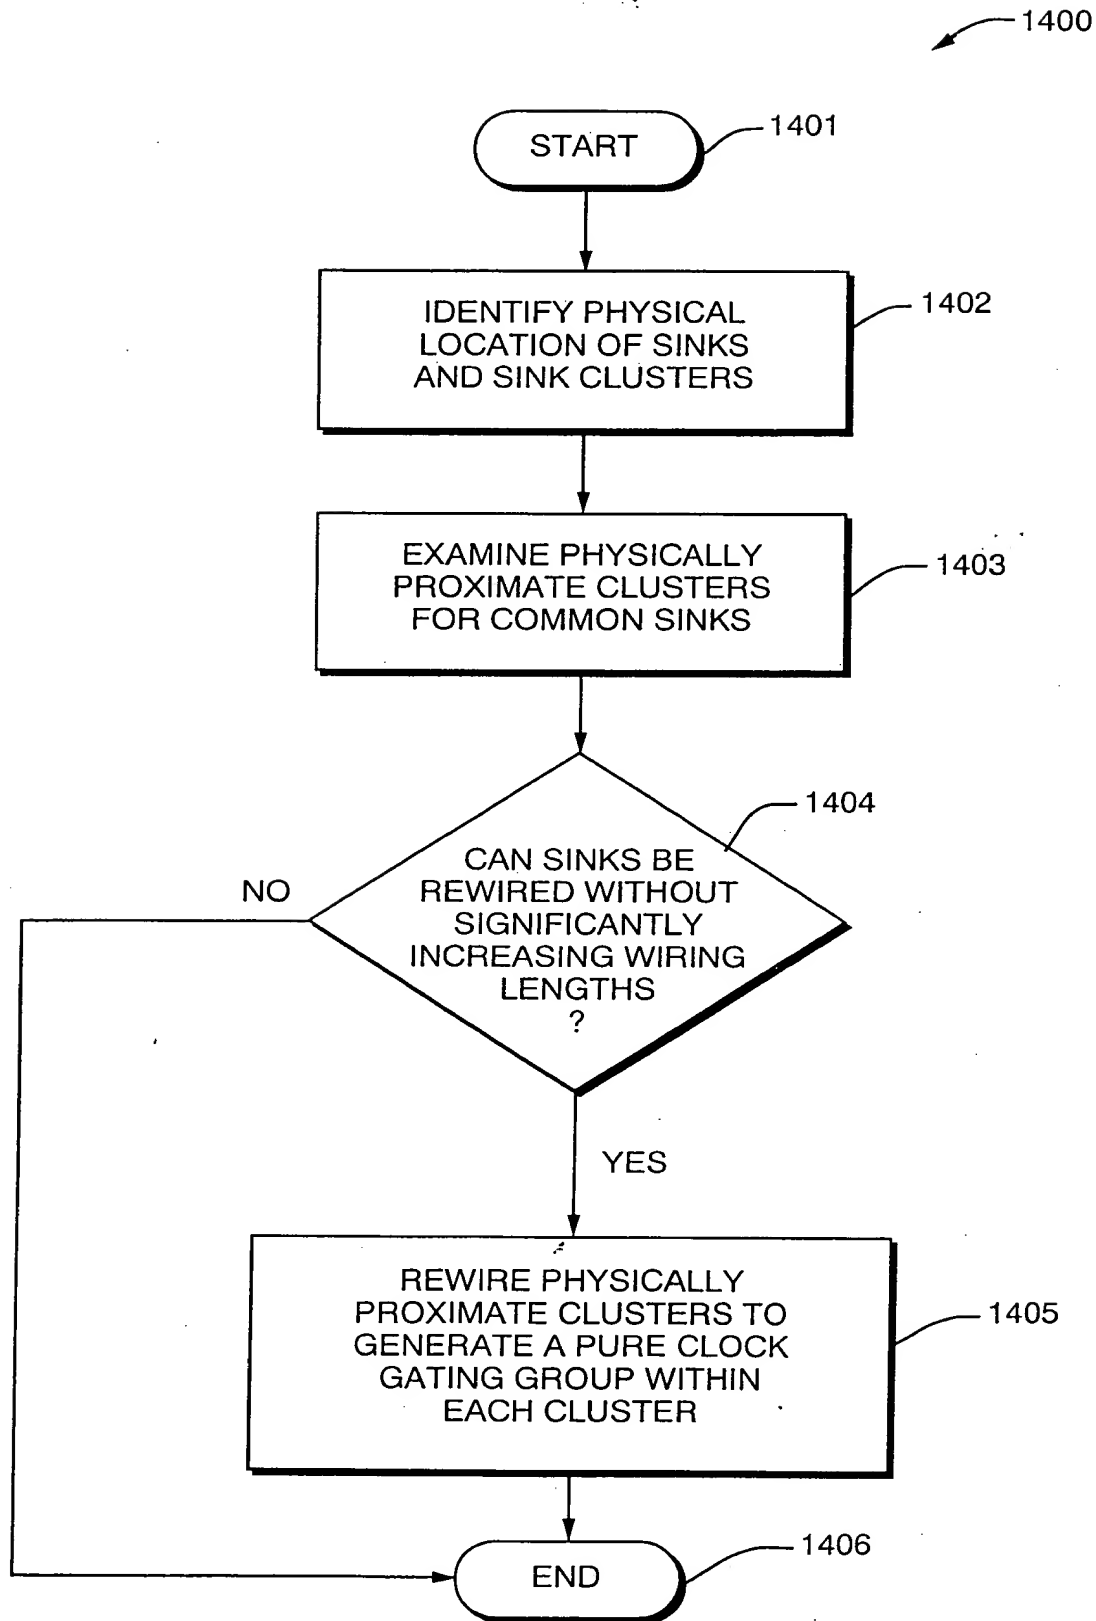 1400
START
1401
IDENTIFY PHYSICAL
LOCATION OF SINKS
AND SINK CLUSTERS
1402
EXAMINE PHYSICALLY
PROXIMATE CLUSTERS
FOR COMMON SINKS
1403
1404
CAN SINKS BE
REWIRED WITHOUT
SIGNIFICANTLY
INCREASING WIRING
LENGTHS
?
NO
YES
REWIRE PHYSICALLY
PROXIMATE CLUSTERS TO
GENERATE A PURE CLOCK
GATING GROUP WITHIN
EACH CLUSTER
1405
END
1406